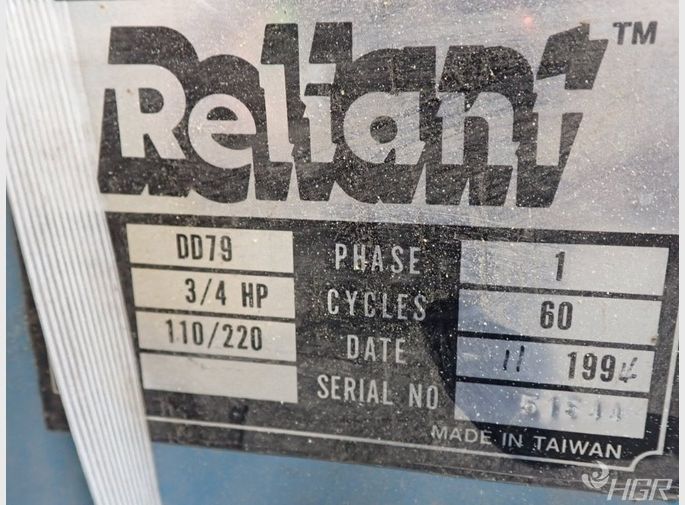 Reliant™
DD79 PHASE 1
3/4 HP CYCLES 60
110/220 DATE 11 1994
SERIAL NO
MADE IN TAIWAN
HGR